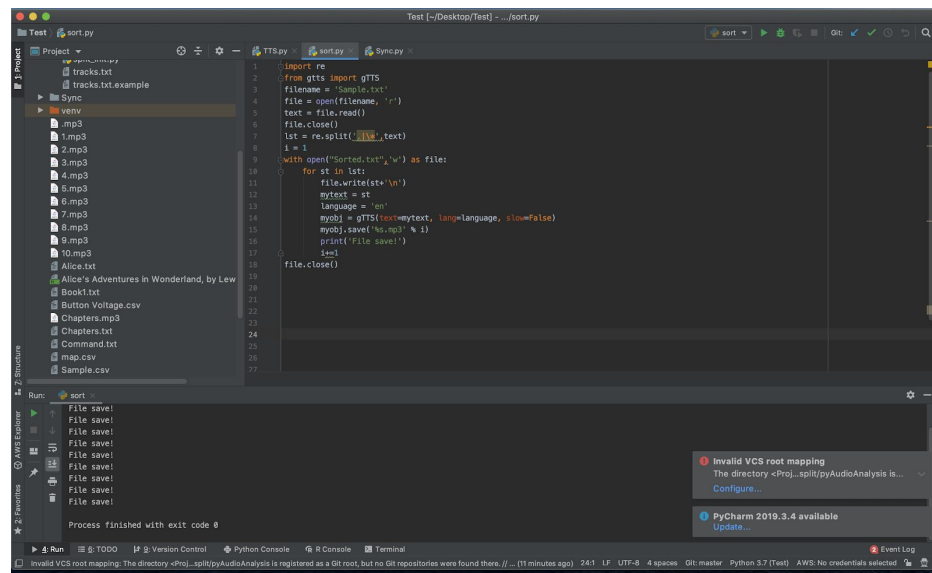 Test [~/Desktop/Test] - .../sort.py
Test
sort.py
sort
Git:
1: Project
Project
TTS.py
sort.py
Sync.py
tracks.txt
tracks.txt.example
Sync
venv
.mp3
1.mp3
2.mp3
3.mp3
4.mp3
5.mp3
6.mp3
7.mp3
8.mp3
9.mp3
10.mp3
Alice.txt
Alice's Adventures in Wonderland, by Lew
Book1.txt
Button Voltage.csv
Chapters.mp3
Chapters.txt
Command.txt
map.csv
Sample.csv
1 import re
2 from gtts import gTTS
3 filename = 'Sample.txt'
4 file = open(filename, 'r')
5 text = file.read()
6 file.close()
7 lst = re.split('.|\*',text)
8 i = 1
9 with open("Sorted.txt",'w') as file:
10 for st in lst:
11 file.write(st+'\n')
12 mytext = st
13 language = 'en'
14 myobj = gTTS(text=mytext, lang=language, slow=False)
15 myobj.save('%s.mp3' % i)
16 print('File save!')
17 i+=1
18 file.close()
19
20
21
22
23
24
25
26
27
7: Structure
AWS Explorer
2: Favorites
Run:
sort
File save!
File save!
File save!
File save!
File save!
File save!
File save!
File save!
File save!
Process finished with exit code 0
Invalid VCS root mapping
The directory <Proj...split/pyAudioAnalysis is...
Configure...
PyCharm 2019.3.4 available
Update...
4: Run
6: TODO
9: Version Control
Python Console
R Console
Terminal
2 Event Log
Invalid VCS root mapping: The directory <Proj...split/pyAudioAnalysis is registered as a Git root, but no Git repositories were found there. // ... (11 minutes ago)
24:1 LF UTF-8 4 spaces Git: master Python 3.7 (Test) AWS: No credentials selected